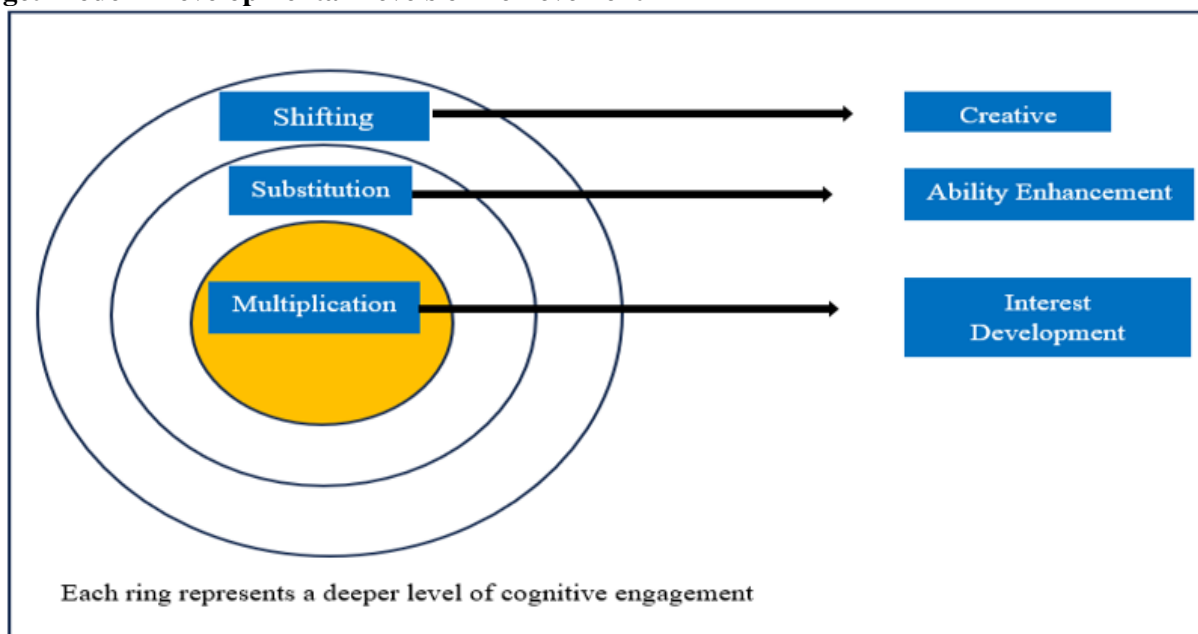 Shifting
Creative
Substitution
Ability Enhancement
Multiplication
Interest
Development
Each ring represents a deeper level of cognitive engagement